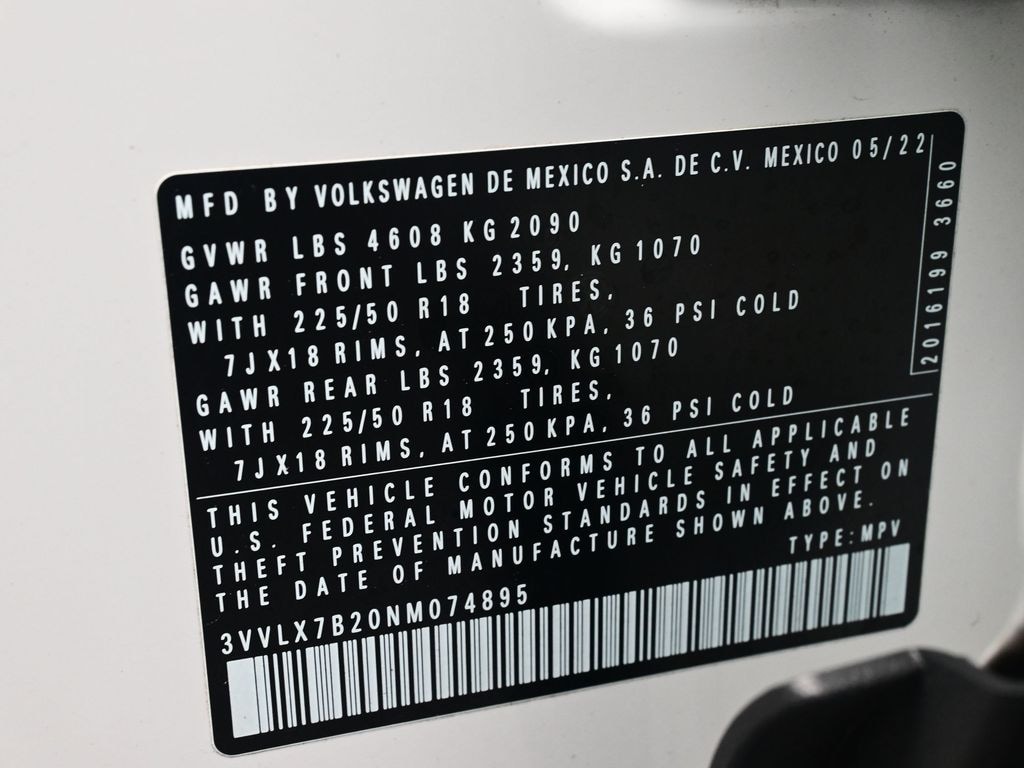 MFD BY VOLKSWAGEN DE MEXICO S.A. DE C.V. MEXICO 05/22
GVWR LBS 4608 KG 2090
GAWR FRONT LBS 2359, KG 1070
WITH 225/50 R18 TIRES,
7JX18 RIMS, AT 250 KPA, 36 PSI COLD
GAWR REAR LBS 2359, KG 1070
WITH 225/50 R18 TIRES,
7JX18 RIMS, AT 250 KPA, 36 PSI COLD
2016199 3660
THIS VEHICLE CONFORMS TO ALL APPLICABLE
U.S. FEDERAL MOTOR VEHICLE SAFETY AND
THEFT PREVENTION STANDARDS IN EFFECT ON
THE DATE OF MANUFACTURE SHOWN ABOVE.
TYPE:MPV
3VVLX7B20NM074895